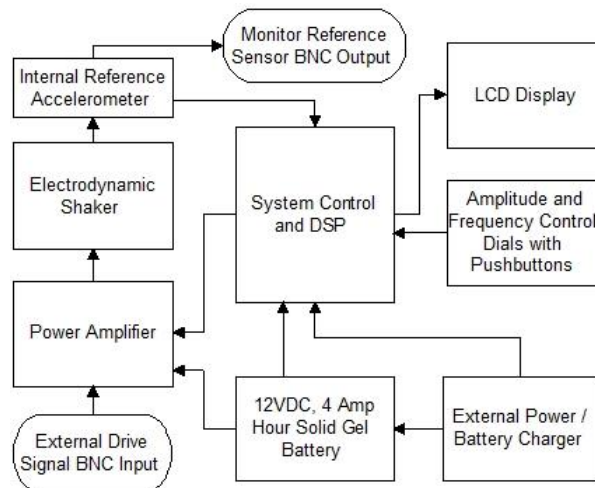 Monitor Reference
Sensor BNC Output
Internal Reference
Accelerometer
LCD Display
Electrodynamic
Shaker
System Control
and DSP
Amplitude and
Frequency Control
Dials with
Pushbuttons
Power Amplifier
12VDC, 4 Amp
Hour Solid Gel
Battery
External Power /
Battery Charger
External Drive
Signal BNC Input